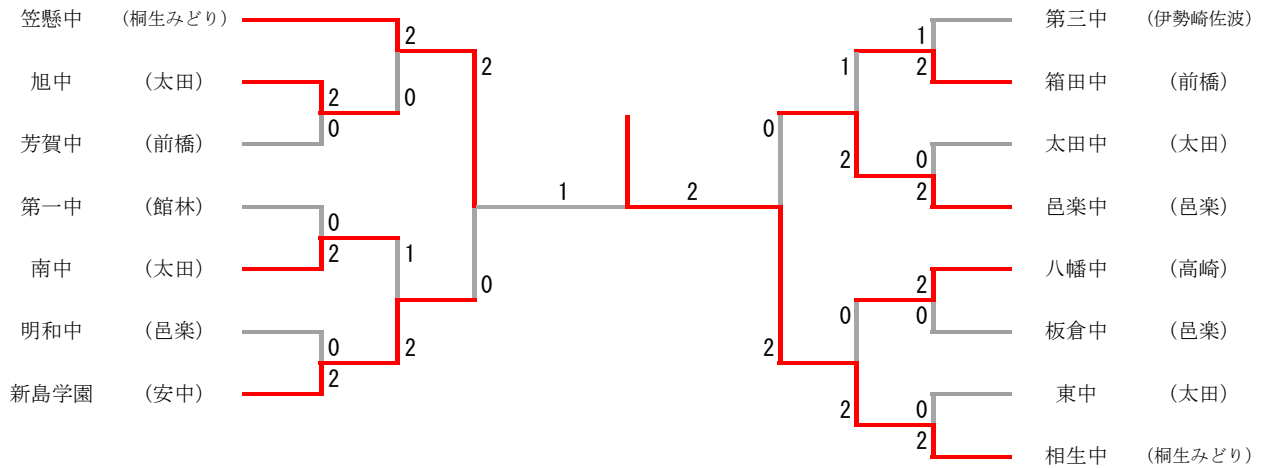 笠懸中 (桐生みどり)
旭中 (太田)
芳賀中 (前橋)
第一中 (館林)
南中 (太田)
明和中 (邑楽)
新島学園 (安中)
2
0
2
0
0
2
0
2
1
2
2
0
1
2
0
2
1
2
0
2
1
2
0
2
2
0
0
2
第三中 (伊勢崎佐波)
箱田中 (前橋)
太田中 (太田)
邑楽中 (邑楽)
八幡中 (高崎)
板倉中 (邑楽)
東中 (太田)
相生中 (桐生みどり)